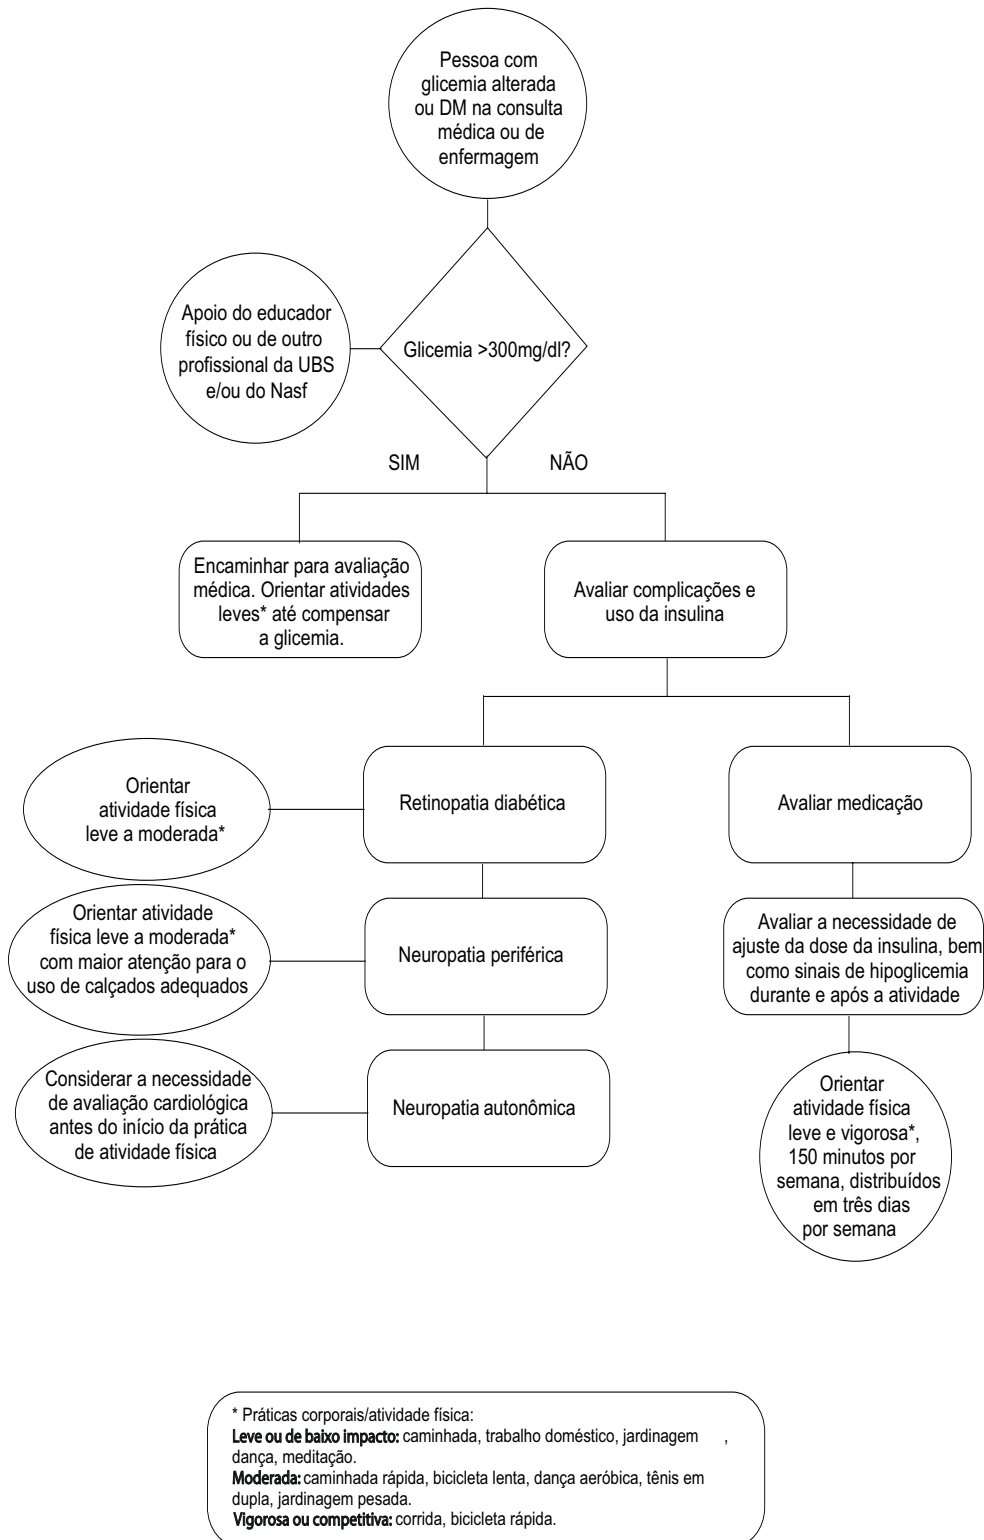 Pessoa com
glicemia alterada
ou DM na consulta
médica ou de
enfermagem
Apoio do educador
físico ou de outro
profissional da UBS
e/ou do Nasf
Glicemia >300mg/dl?
SIM
NÃO
Encaminhar para avaliação
médica. Orientar atividades
leves* até compensar
a glicemia.
Avaliar complicações e
uso da insulina
Orientar
atividade física
leve a moderada*
Retinopatia diabética
Avaliar medicação
Orientar atividade
física leve a moderada*
com maior atenção para o
uso de calçados adequados
Neuropatia periférica
Avaliar a necessidade de
ajuste da dose da insulina, bem
como sinais de hipoglicemia
durante e após a atividade
Considerar a necessidade
de avaliação cardiológica
antes do início da prática
de atividade física
Neuropatia autonômica
Orientar
atividade física
leve e vigorosa*,
150 minutos por
semana, distribuídos
em três dias
por semana
* Práticas corporais/atividade física:
Leve ou de baixo impacto: caminhada, trabalho doméstico, jardinagem ,
dança, meditação.
Moderada: caminhada rápida, bicicleta lenta, dança aeróbica, tênis em
dupla, jardinagem pesada.
Vigorosa ou competitiva: corrida, bicicleta rápida.